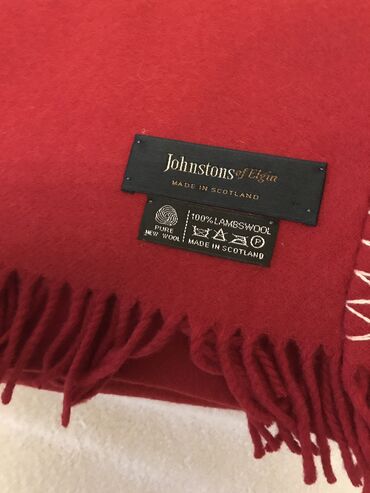 Johnstons of Elgin
MADE IN SCOTLAND
PURE
NEW WOOL
100% LAMBSWOOL
P
MADE IN SCOTLAND